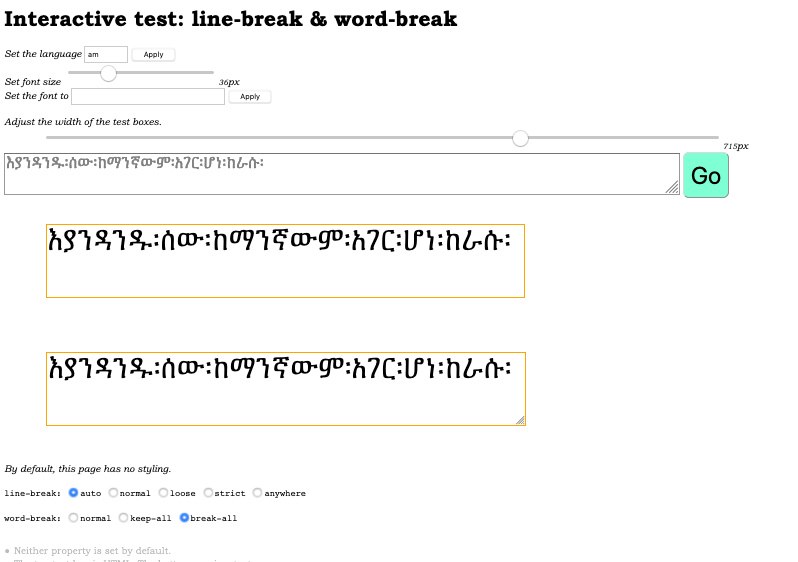 Interactive test: line-break & word-break
Set the language am Apply
Set font size 36px
Set the font to Apply
Adjust the width of the test boxes.
715px
እያንዳንዱ፡ሰው፡ከማንኛውም፡አገር፡ሆነ፡ከራሱ፡
Go
እያንዳንዱ፡ሰው፡ከማንኛውም፡አገር፡ሆነ፡ከራሱ፡
እያንዳንዱ፡ሰው፡ከማንኛውም፡አገር፡ሆነ፡ከራሱ፡
By default, this page has no styling.
line-break: auto normal loose strict anywhere
word-break: normal keep-all break-all
• Neither property is set by default.